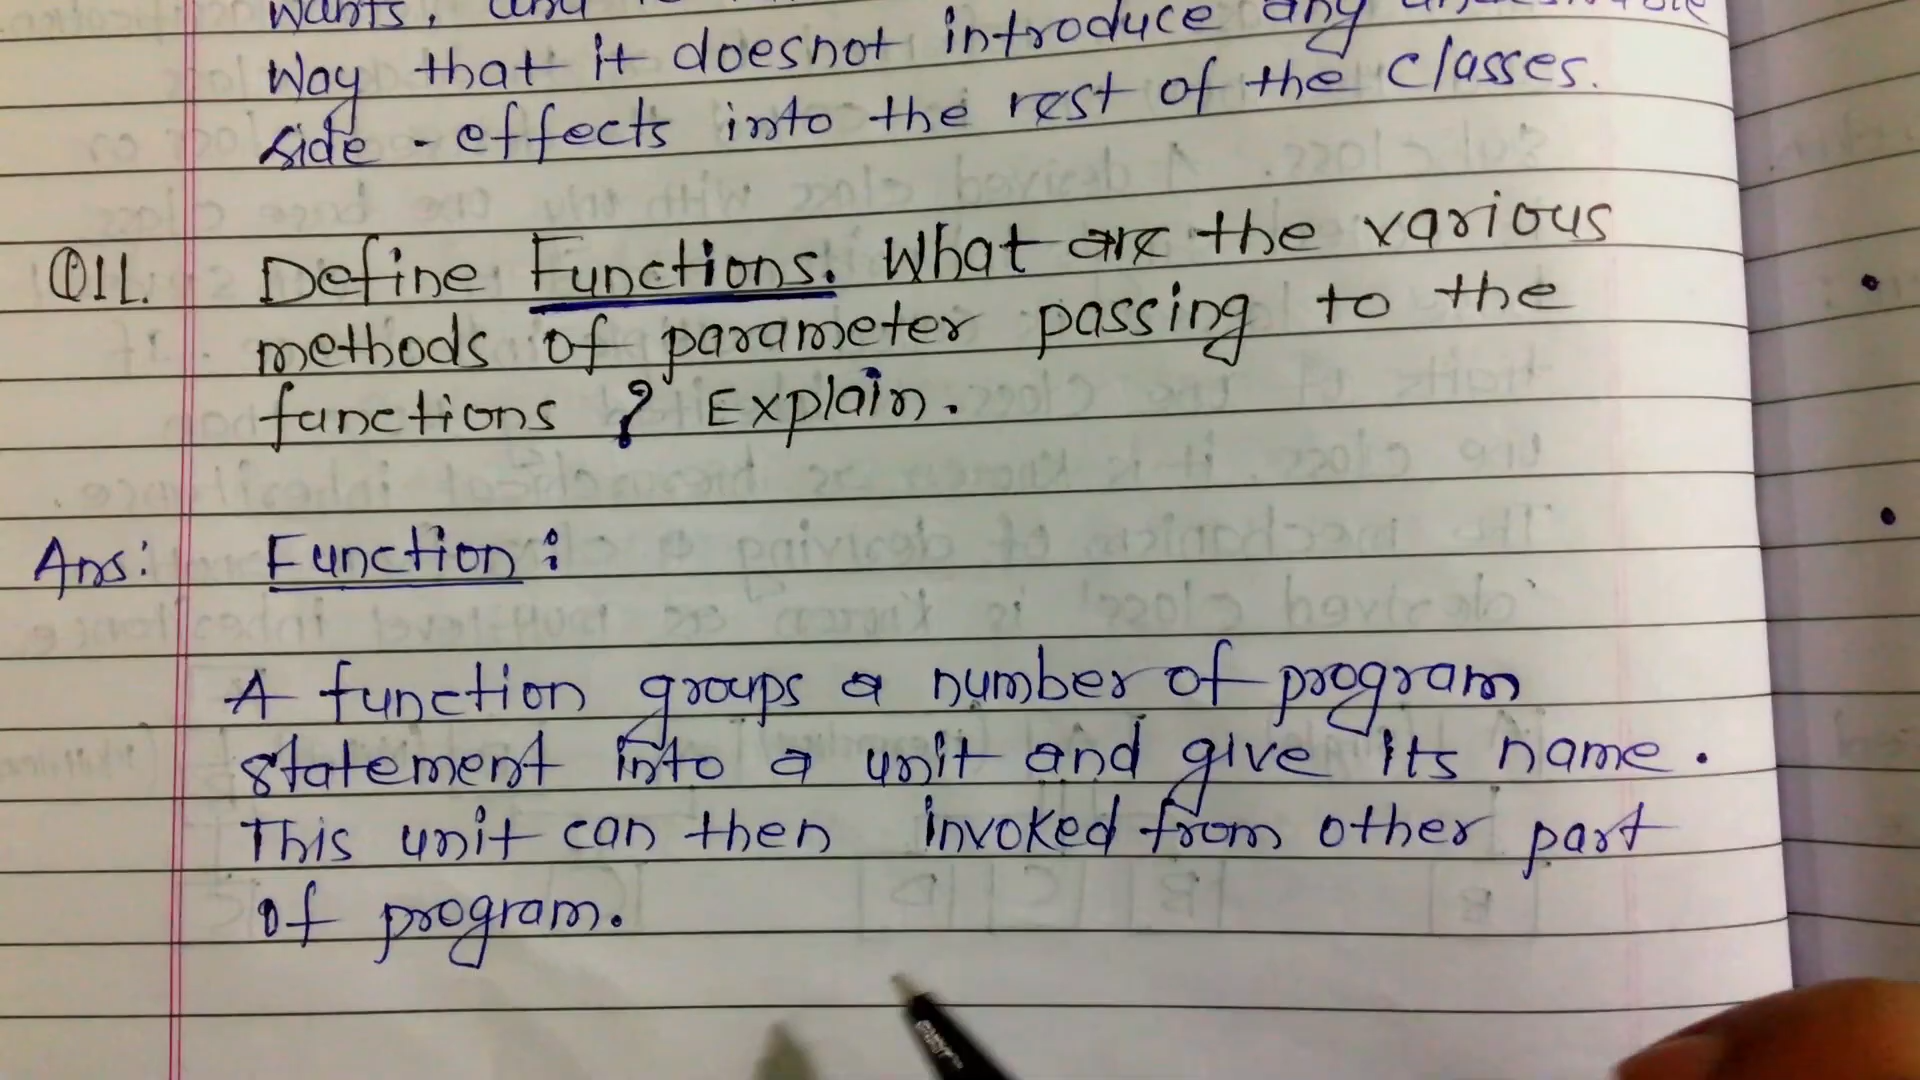 wants, and
way that it doesnot introduce any
side-effects into the rest of the classes.
Q11. Define Functions. What are the various
methods of parameter passing to the
functions? Explain.
Ans: Function:
A function groups a number of program
statement into a unit and give its name.
This unit can then invoked from other part
of program.